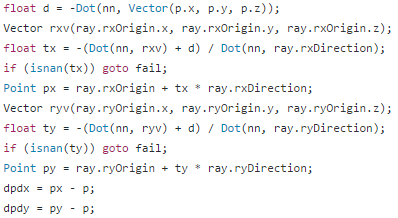 float d = -Dot(nn, Vector(p.x, p.y, p.z));
Vector rxv(ray.rxOrigin.x, ray.rxOrigin.y, ray.rxOrigin.z);
float tx = -(Dot(nn, rxv) + d) / Dot(nn, ray.rxDirection);
if (isnan(tx)) goto fail;
Point px = ray.rxOrigin + tx * ray.rxDirection;
Vector ryv(ray.ryOrigin.x, ray.ryOrigin.y, ray.ryOrigin.z);
float ty = -(Dot(nn, ryv) + d) / Dot(nn, ray.ryDirection);
if (isnan(ty)) goto fail;
Point py = ray.ryOrigin + ty * ray.ryDirection;
dpdx = px - p;
dpdy = py - p;